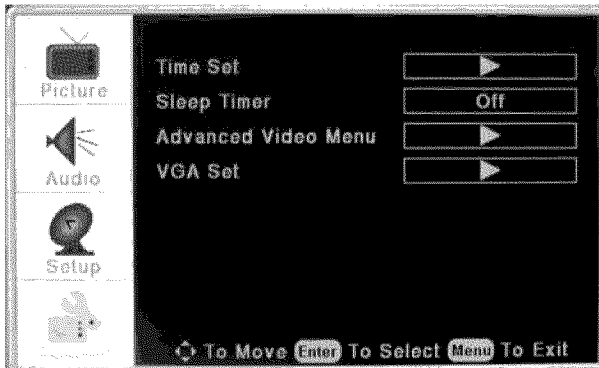 Picture
Audio
Setup
Time Set
Sleep Timer Off
Advanced Video Menu
VGA Set
To Move Enter To Select Menu To Exit